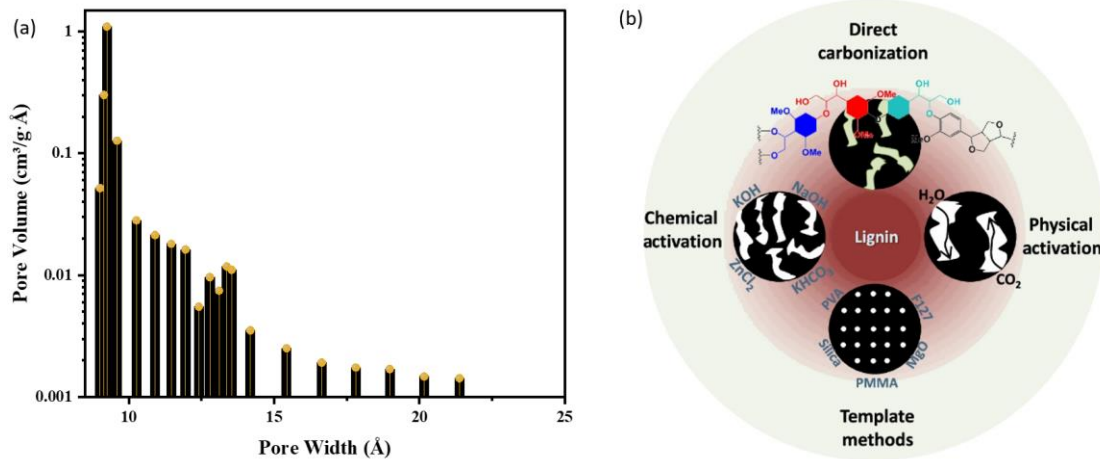 (a)
1
0.1
0.01
0.001
Pore Volume (cm³/g·Å)
10
15
20
25
Pore Width (Å)
(b)
Direct
carbonization
OH
HO
OMe
OH
OH
HO
O
MeO
O
OMe
O
OMe
O
O
O
Chemical
activation
KOH
NaOH
ZnCl₂
KHCO₃
Lignin
H₂O
CO₂
Physical
activation
PVA
F127
Silica
MgO
PMMA
Template
methods